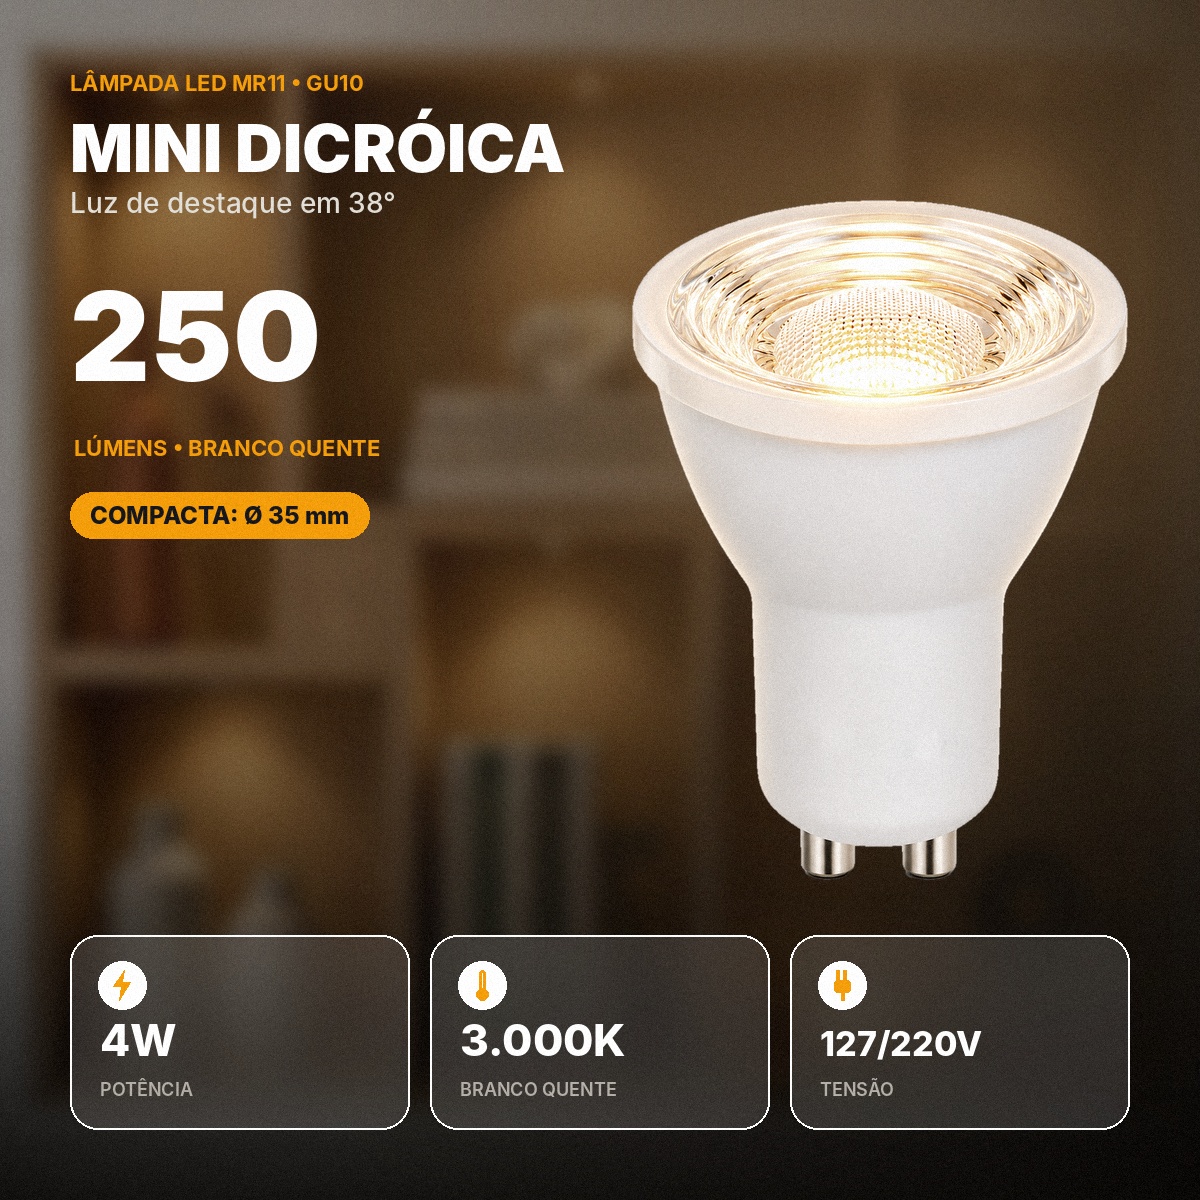 LÂMPADA LED MR11 • GU10
MINI DICRÓICA
Luz de destaque em 38°
250
LÚMENS • BRANCO QUENTE
COMPACTA: Ø 35 mm
4W
POTÊNCIA
3.000K
BRANCO QUENTE
127/220V
TENSÃO